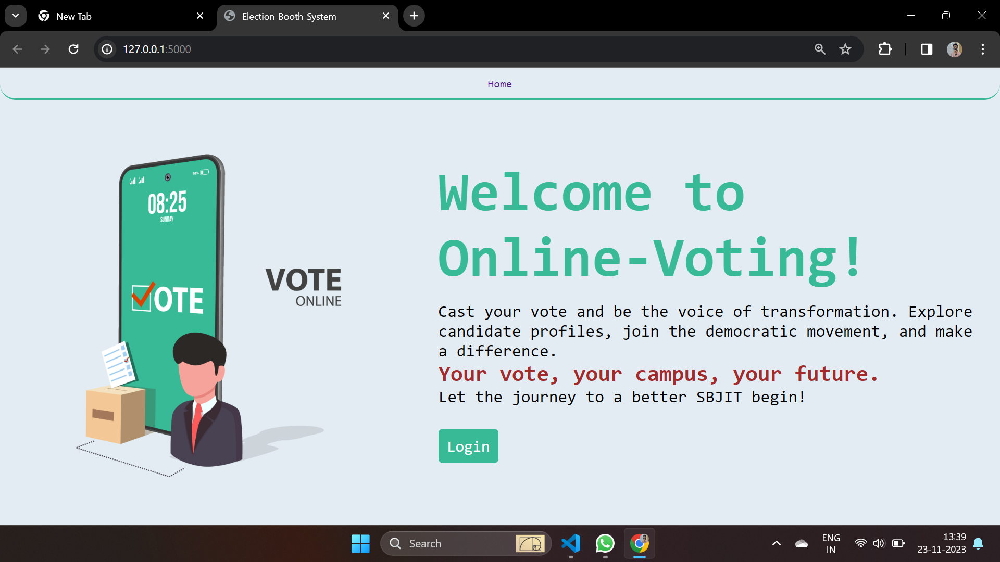 New Tab
Election-Booth-System
127.0.0.1:5000
Home
40%
08:25
SUNDAY
OTE
VOTE
ONLINE
Welcome to
Online-Voting!
Cast your vote and be the voice of transformation. Explore
candidate profiles, join the democratic movement, and make
a difference.
Your vote, your campus, your future.
Let the journey to a better SBJIT begin!
Login
Search
ENG
IN
13:39
23-11-2023